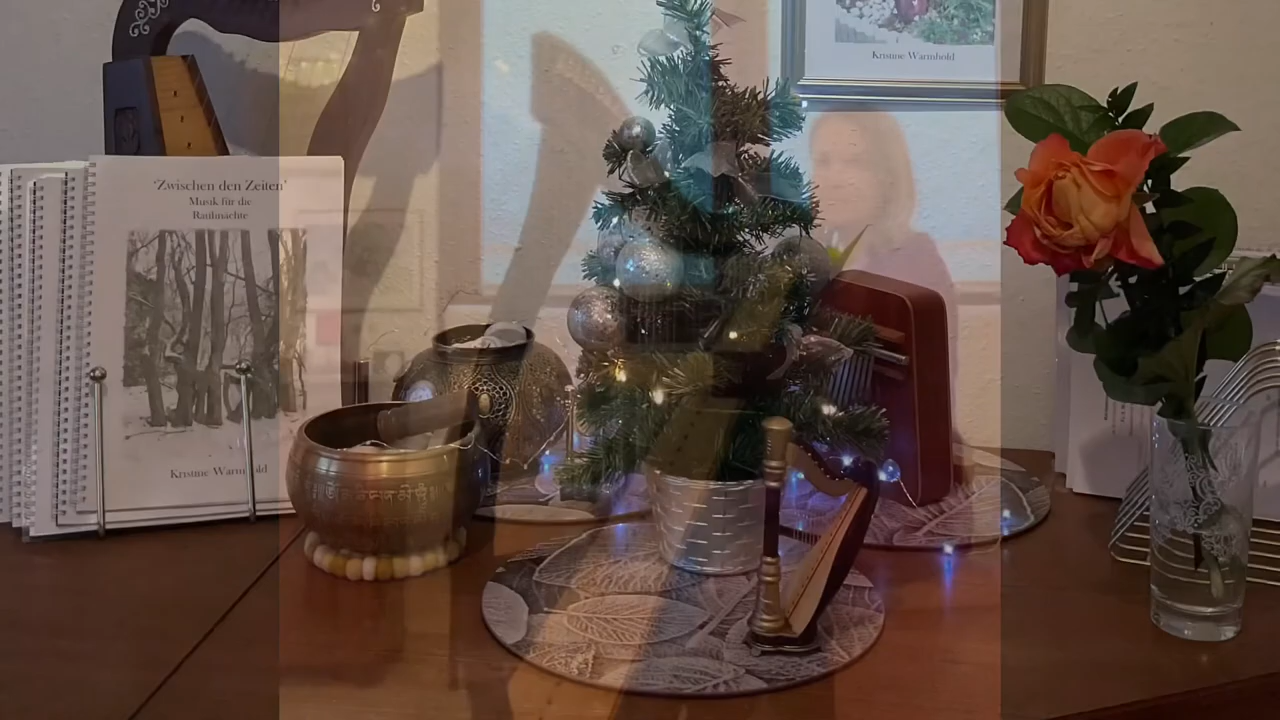 Kristine Warmhold
'Zwischen den Zeiten'
Musik für die
Rauhnächte
Kristine Warmhold